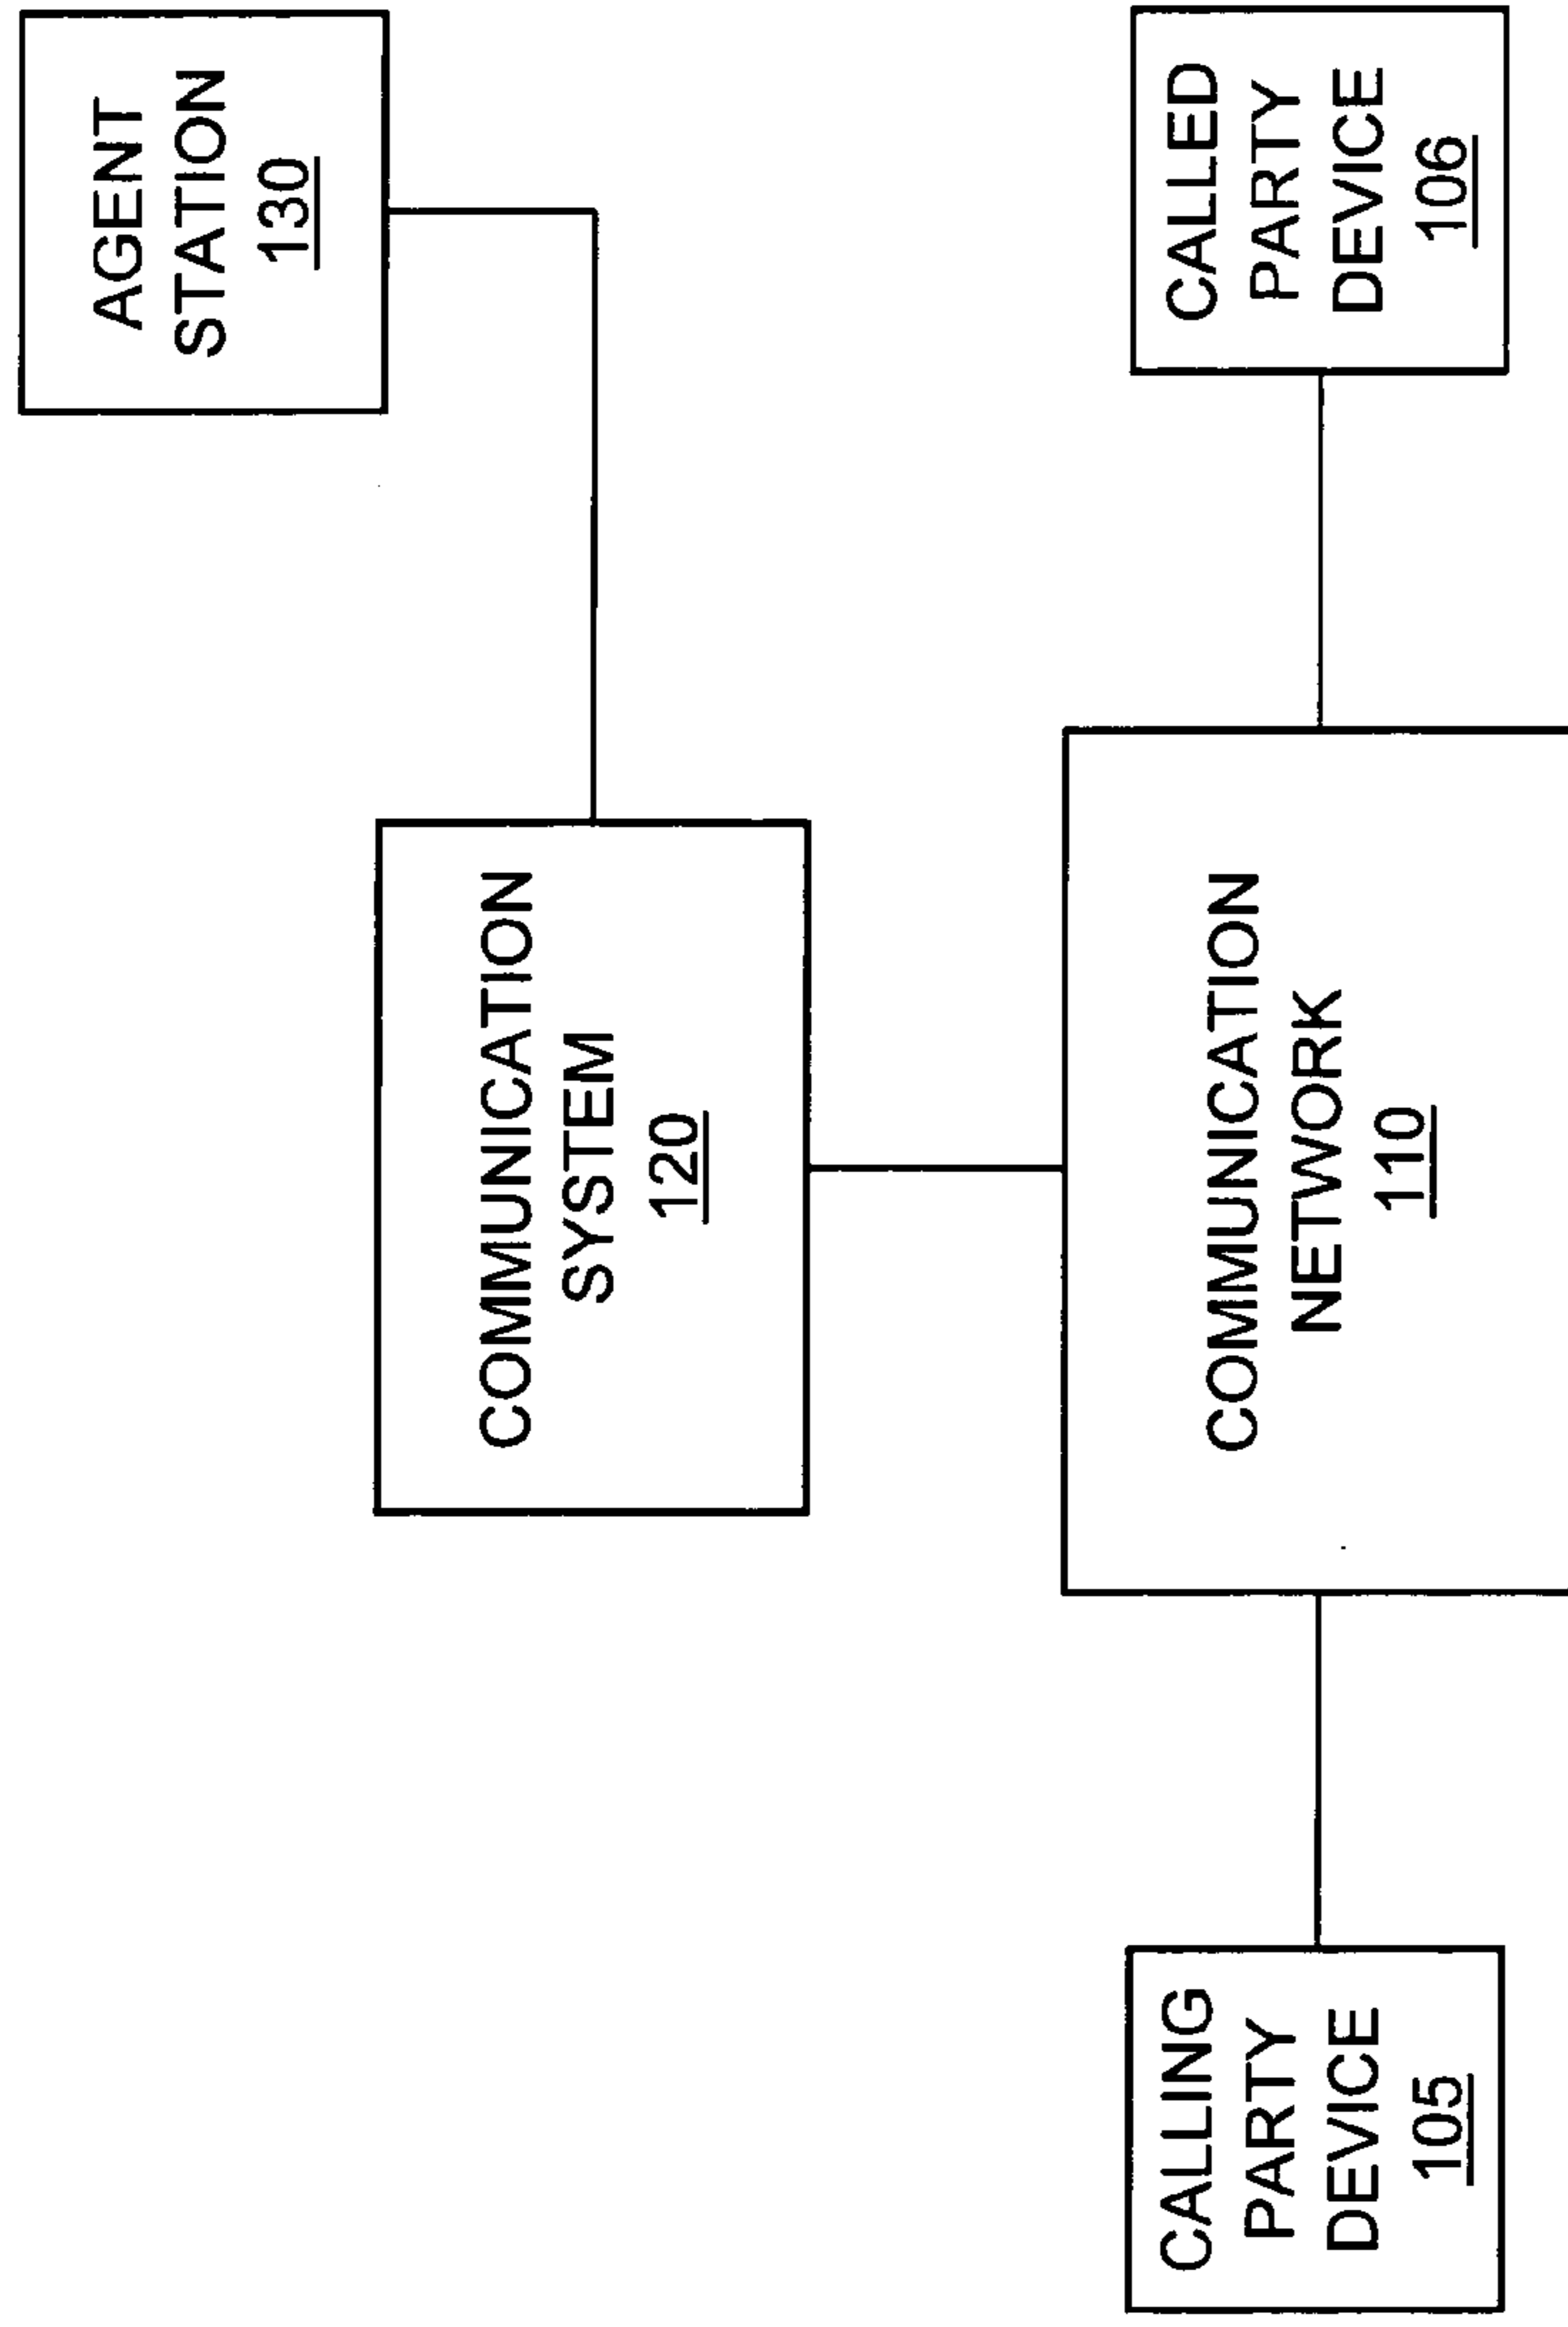 AGENT
STATION
130
COMMUNICATION
SYSTEM
120
CALLING
PARTY
DEVICE
105
COMMUNICATION
NETWORK
110
CALLED
PARTY
DEVICE
106